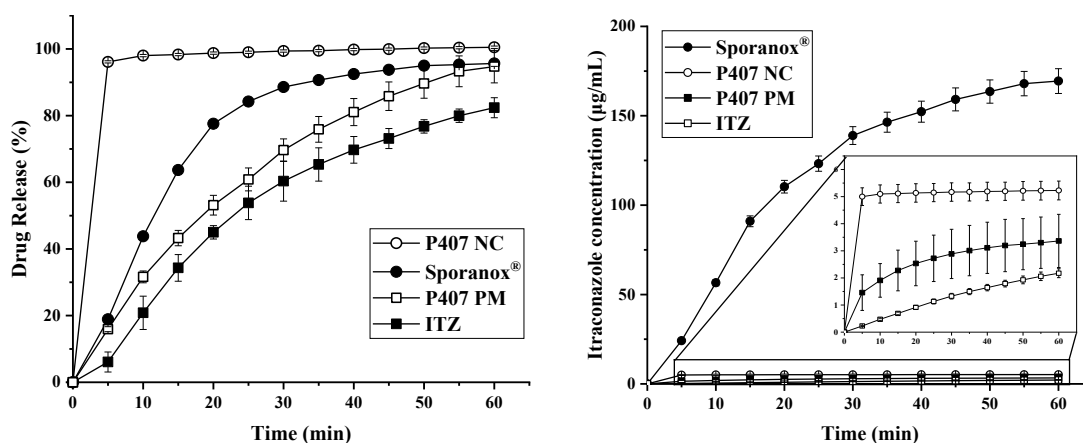 120
100
80
60
40
20
0
Drug Release (%)
P407 NC
Sporanox®
P407 PM
ITZ
0 10 20 30 40 50 60
Time (min)
200
150
100
50
0
Itraconazole concentration (µg/mL)
Sporanox®
P407 NC
P407 PM
ITZ
6
5
4
3
2
1
0
0 10 20 30 40 50 60
0 10 20 30 40 50 60
Time (min)